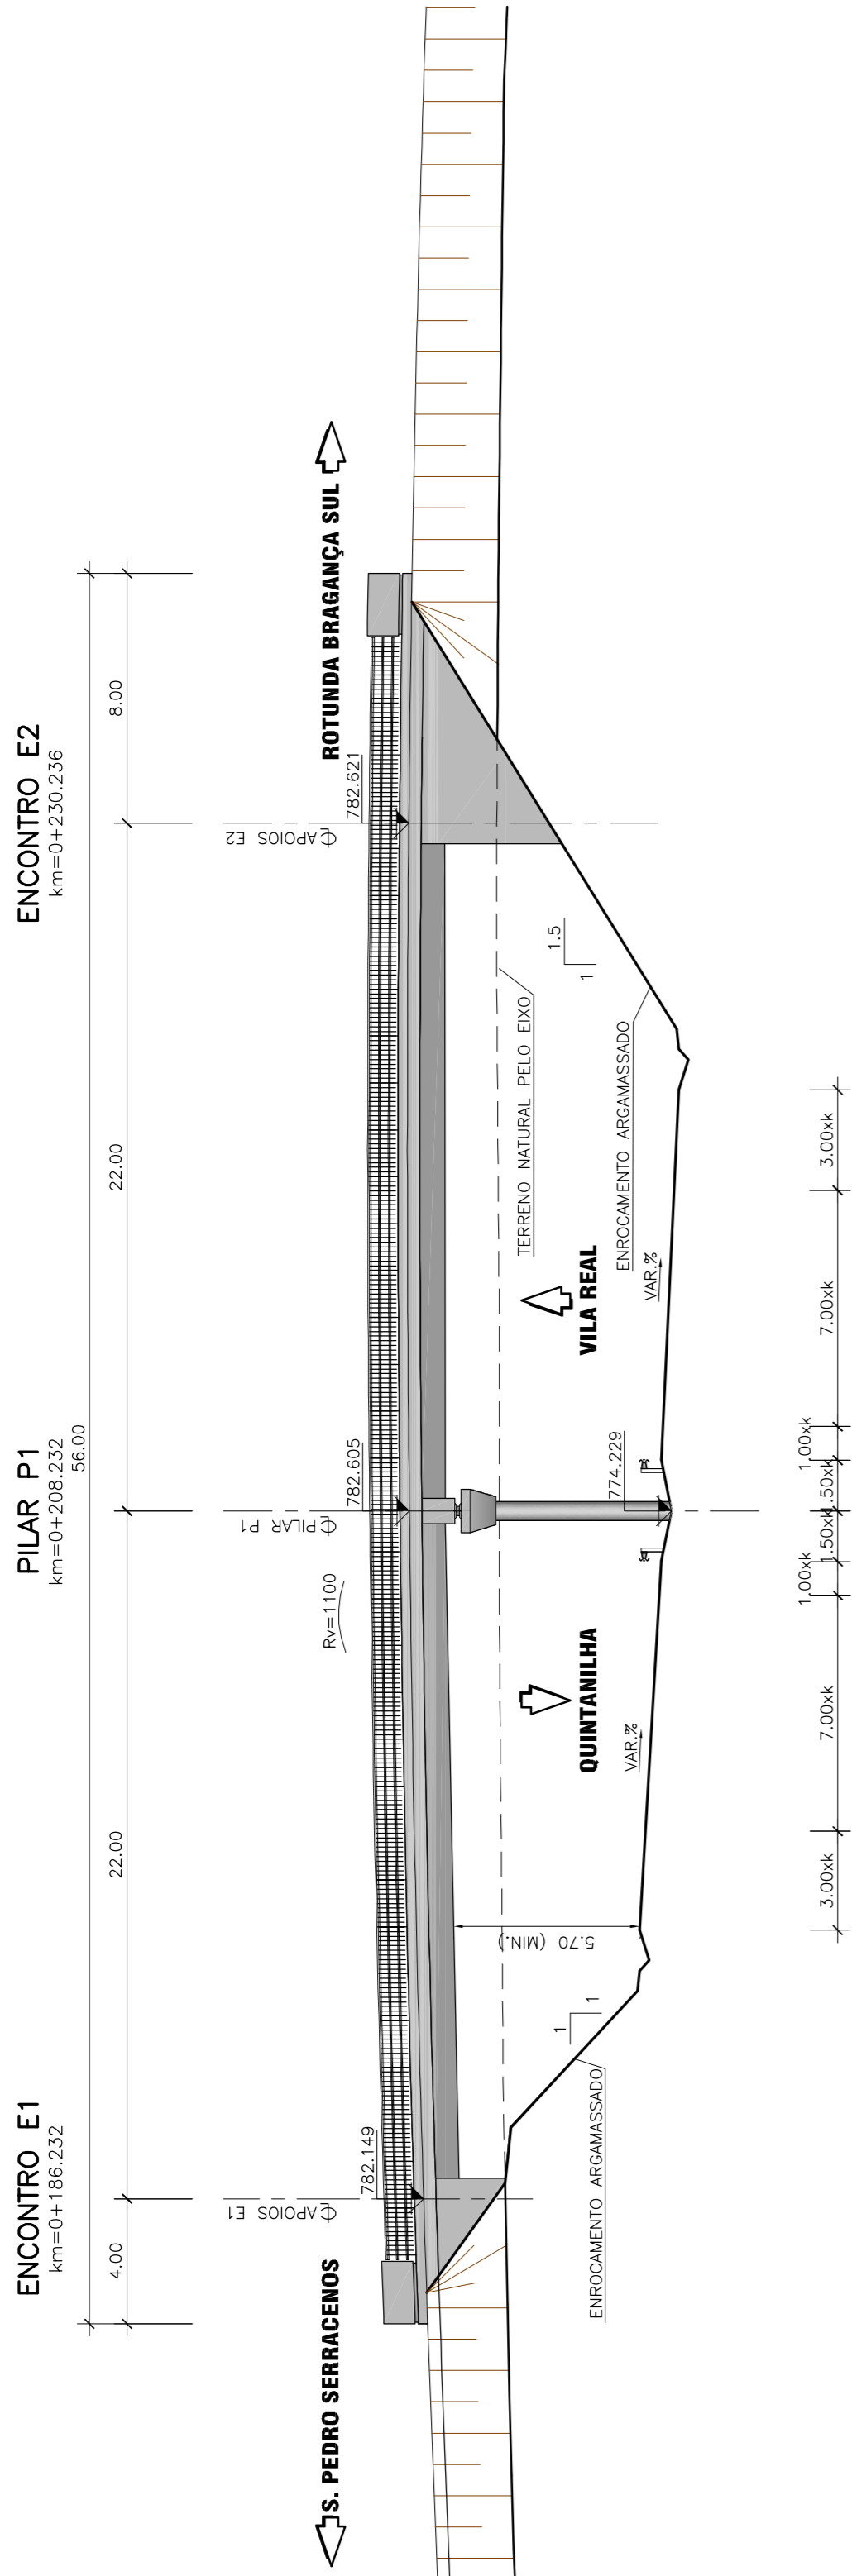 ENCONTRO E1
km=0+186.232
PILAR P1
km=0+208.232
ENCONTRO E2
km=0+230.236
56.00
4.00
22.00
22.00
8.00
℄ APOIOS E1
℄ PILAR P1
℄ APOIOS E2
S. PEDRO SERRACENOS
Rv=1100
ROTUNDA BRAGANÇA SUL
782.149
782.605
782.621
5.70 (MIN.)
TERRENO NATURAL PELO EIXO
1
1
1.5
1
QUINTANILHA
VILA REAL
774.229
ENROCAMENTO ARGAMASSADO
ENROCAMENTO ARGAMASSADO
VAR.%
VAR.%
3.00xk
7.00xk
1.00xk
1.50xk
1.50xk
1.00xk
7.00xk
3.00xk